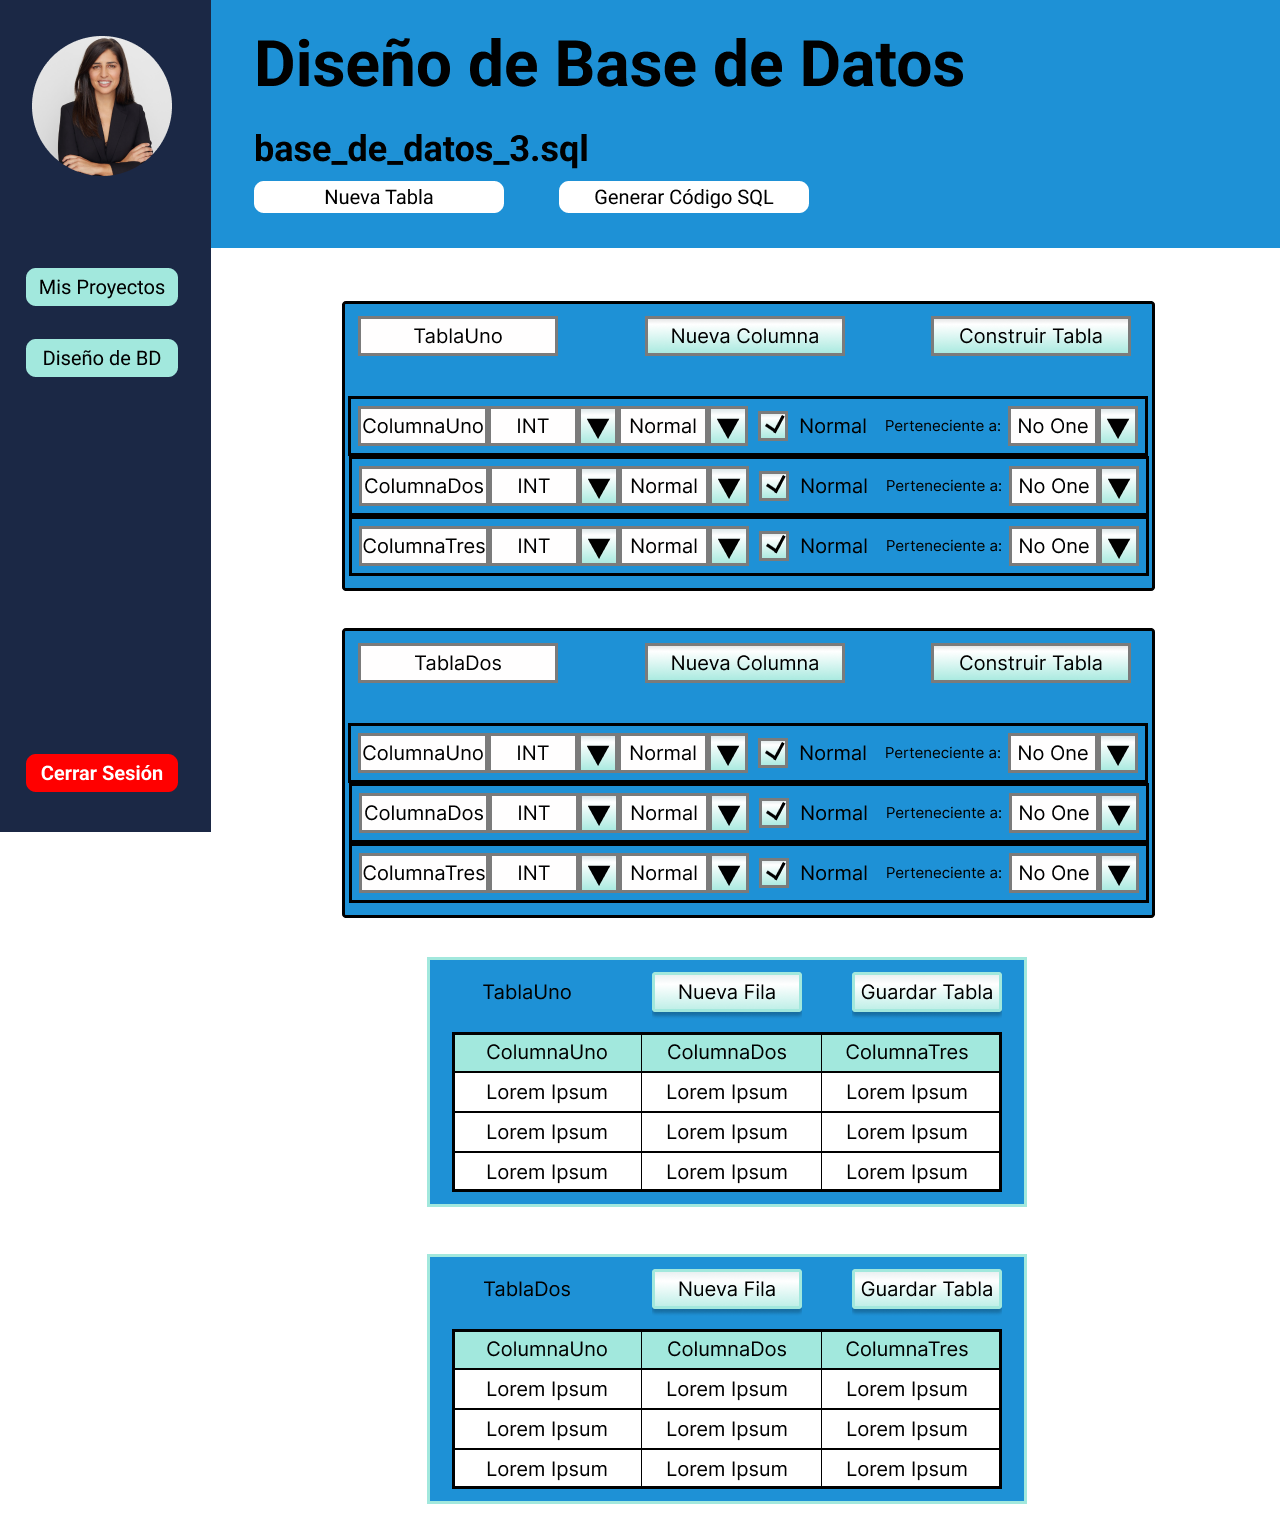 Diseño de Base de Datos
base_de_datos_3.sql
Nueva Tabla Generar Código SQL
Mis Proyectos
Diseño de BD
Cerrar Sesión
TablaUno Nueva Columna Construir Tabla
ColumnaUno INT Normal Normal Perteneciente a: No One
ColumnaDos INT Normal Normal Perteneciente a: No One
ColumnaTres INT Normal Normal Perteneciente a: No One
TablaDos Nueva Columna Construir Tabla
ColumnaUno INT Normal Normal Perteneciente a: No One
ColumnaDos INT Normal Normal Perteneciente a: No One
ColumnaTres INT Normal Normal Perteneciente a: No One
TablaUno Nueva Fila Guardar Tabla
ColumnaUno ColumnaDos ColumnaTres
Lorem Ipsum Lorem Ipsum Lorem Ipsum
Lorem Ipsum Lorem Ipsum Lorem Ipsum
Lorem Ipsum Lorem Ipsum Lorem Ipsum
TablaDos Nueva Fila Guardar Tabla
ColumnaUno ColumnaDos ColumnaTres
Lorem Ipsum Lorem Ipsum Lorem Ipsum
Lorem Ipsum Lorem Ipsum Lorem Ipsum
Lorem Ipsum Lorem Ipsum Lorem Ipsum